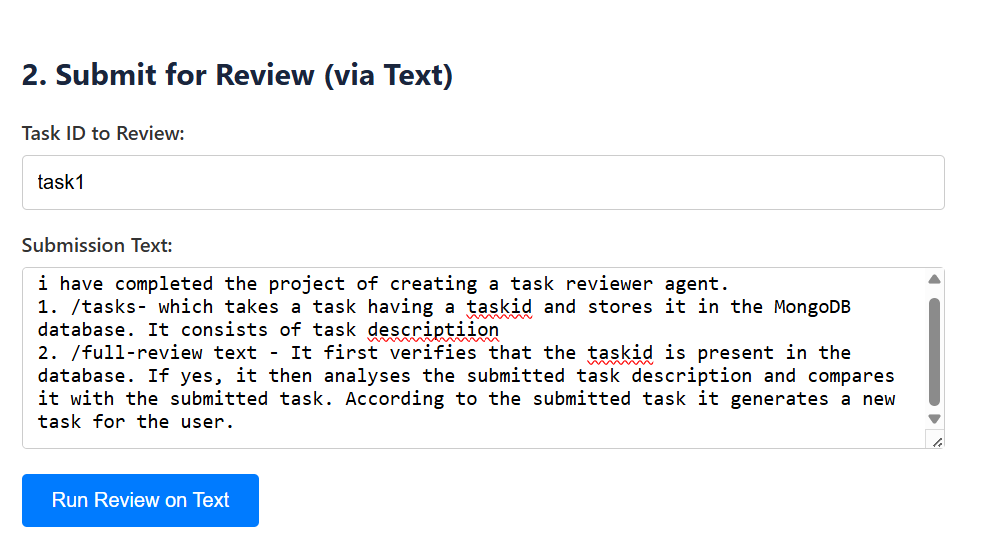 2. Submit for Review (via Text)
Task ID to Review:
task1
Submission Text:
i have completed the project of creating a task reviewer agent.
1. /tasks- which takes a task having a taskid and stores it in the MongoDB
database. It consists of task descriptiion
2. /full-review text - It first verifies that the taskid is present in the
database. If yes, it then analyses the submitted task description and compares
it with the submitted task. According to the submitted task it generates a new
task for the user.
Run Review on Text